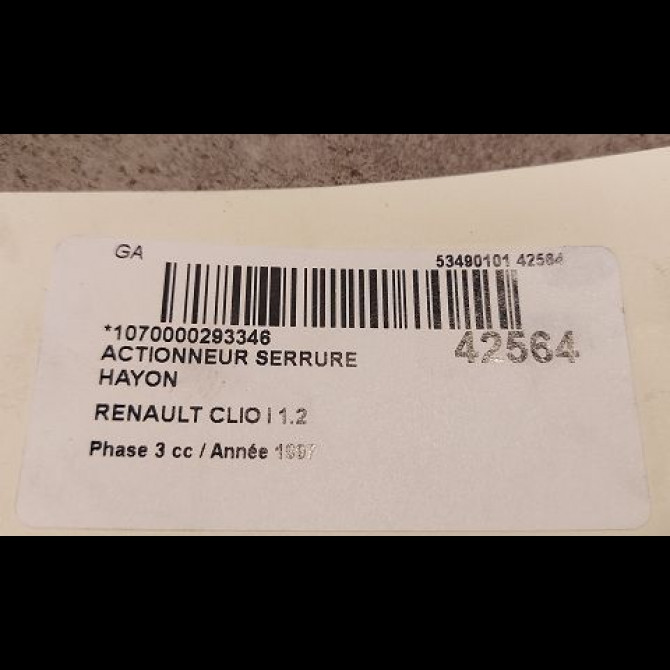 GA
53490101 42564
*1070000293346
42564
ACTIONNEUR SERRURE
HAYON
RENAULT CLIO I 1.2
Phase 3 cc / Année 1997